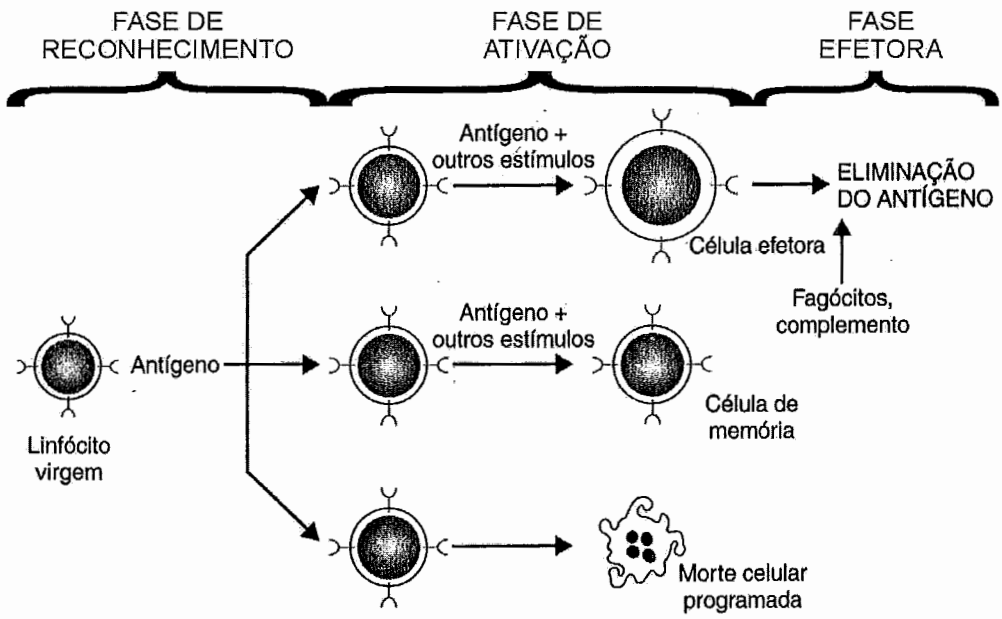 FASE DE
RECONHECIMENTO
FASE DE
ATIVAÇÃO
FASE
EFETORA
Antígeno +
outros estímulos
ELIMINAÇÃO
DO ANTÍGENO
Célula efetora
Fagócitos,
complemento
Antígeno +
outros estímulos
Antígeno
Linfócito
virgem
Célula de
memória
Morte celular
programada